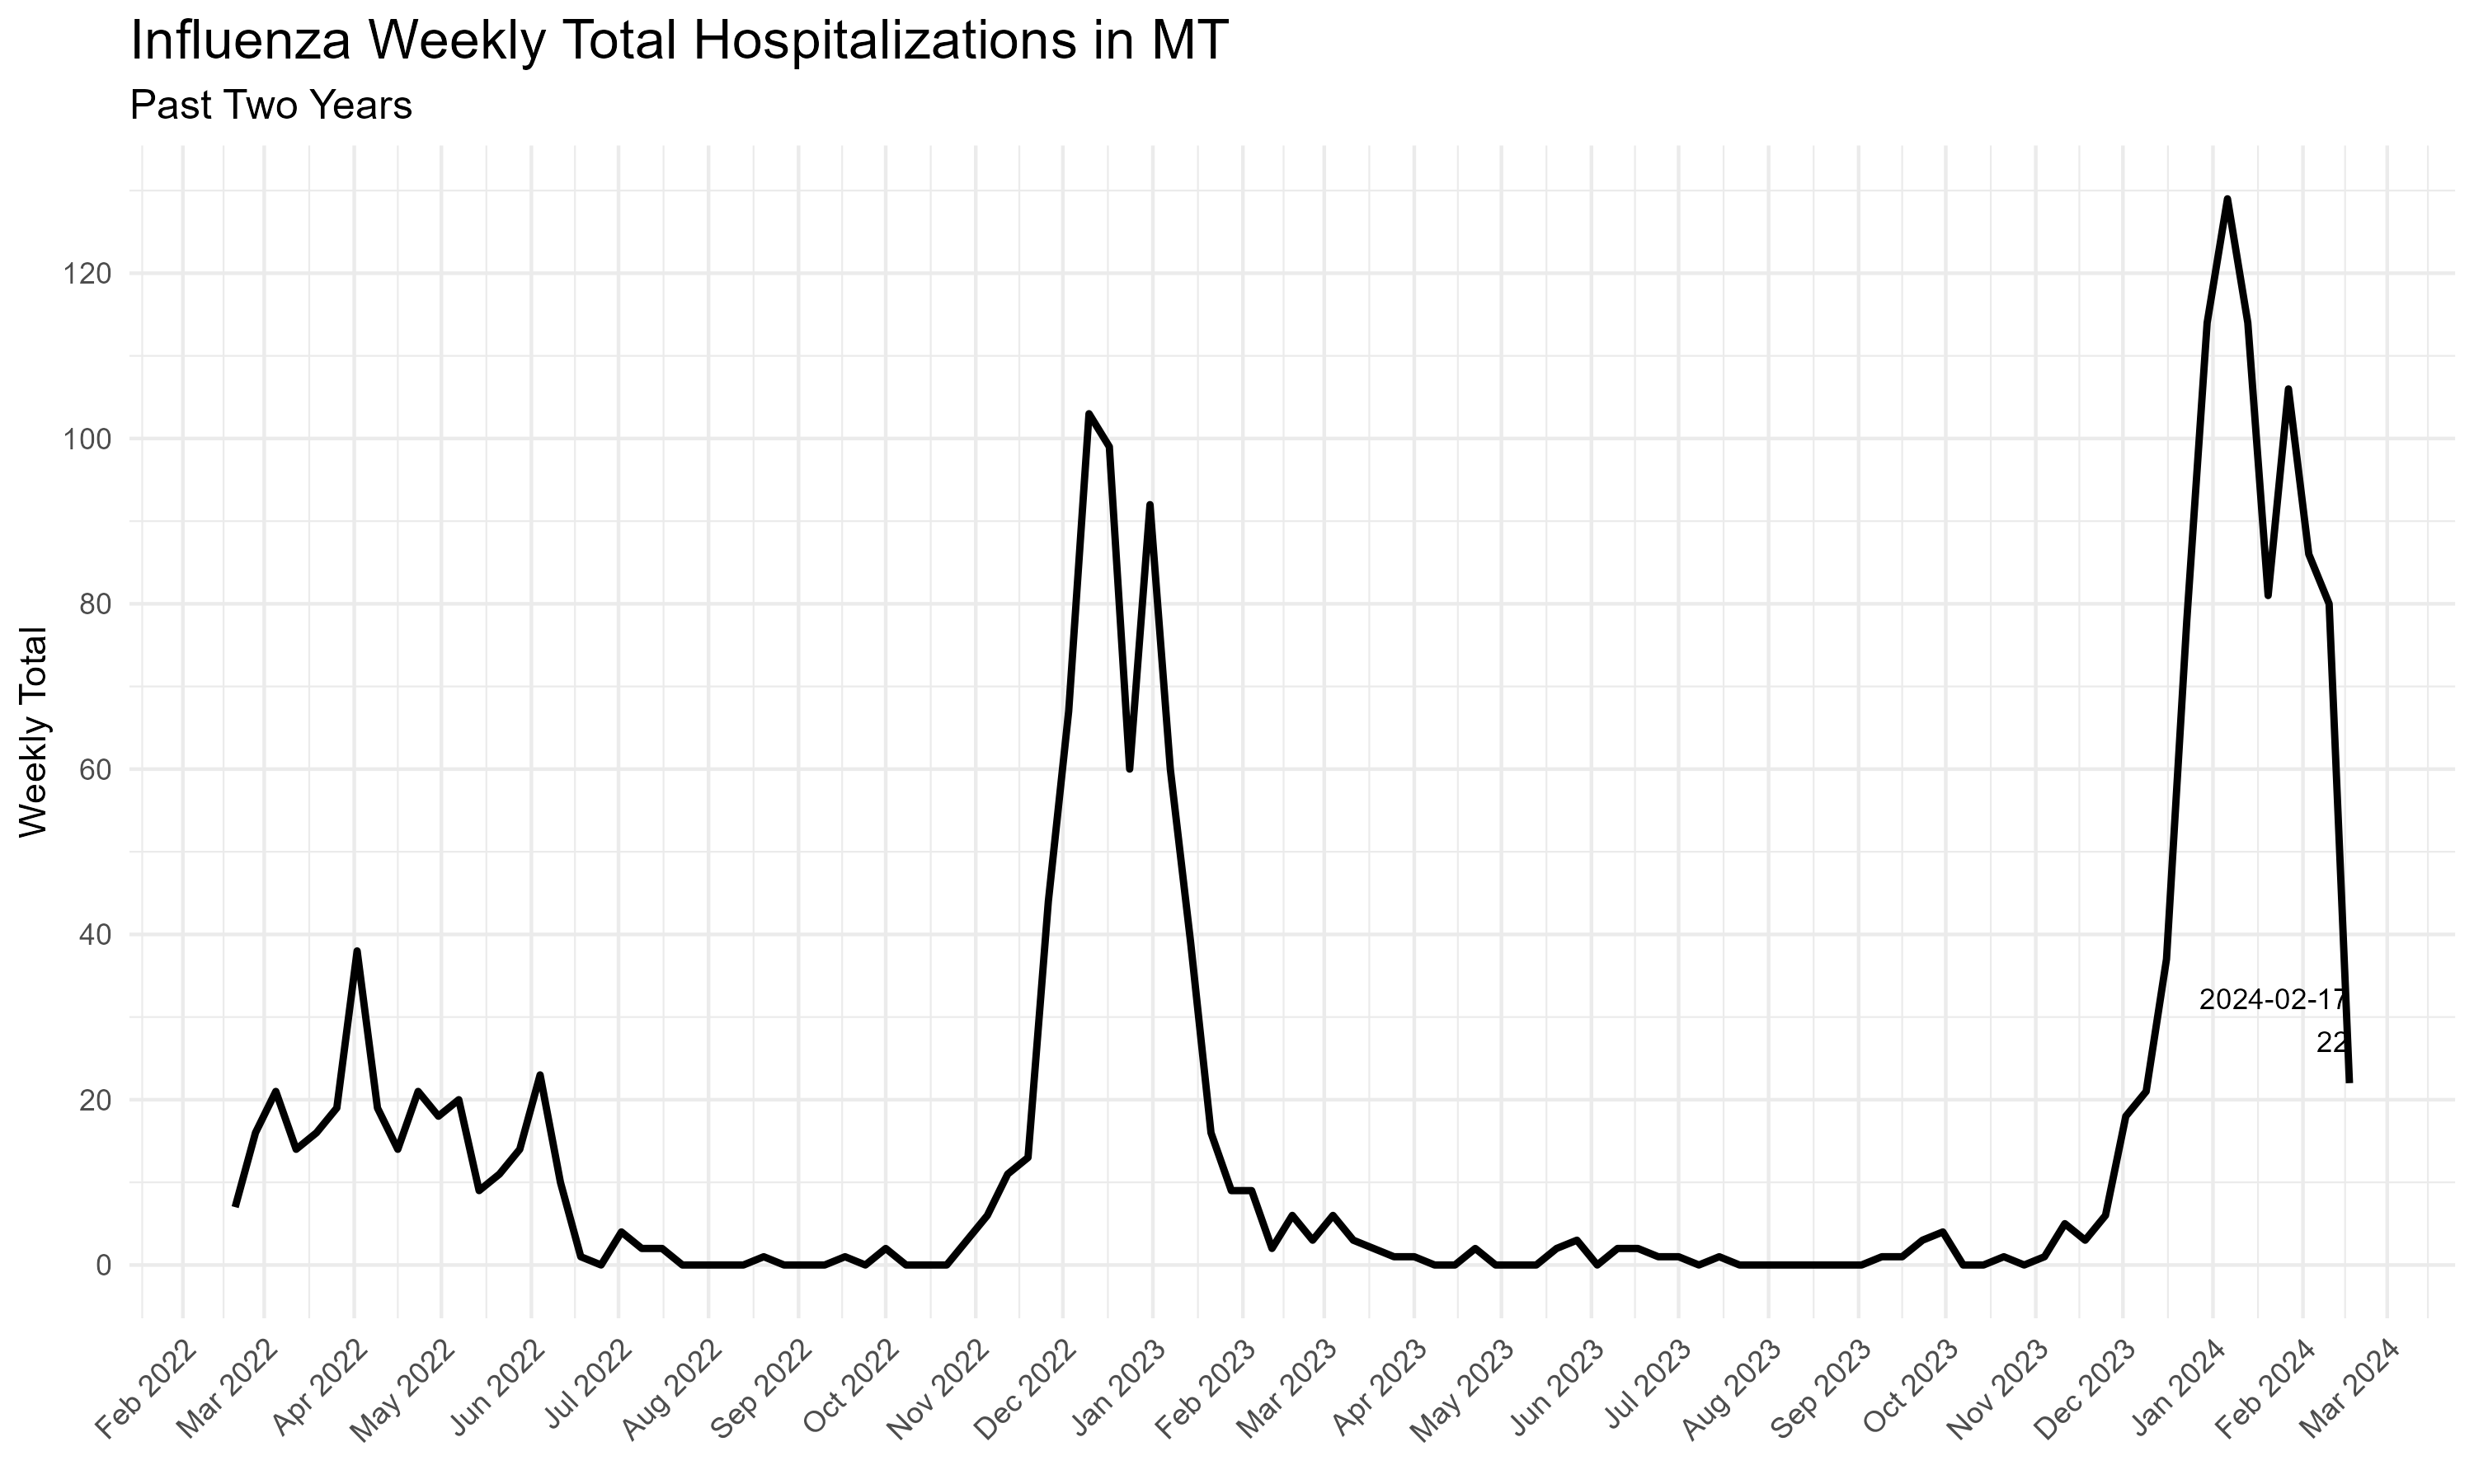 Influenza Weekly Total Hospitalizations in MT
Past Two Years
Weekly Total
120
100
80
60
40
20
0
2024-02-17
22
Feb 2022
Mar 2022
Apr 2022
May 2022
Jun 2022
Jul 2022
Aug 2022
Sep 2022
Oct 2022
Nov 2022
Dec 2022
Jan 2023
Feb 2023
Mar 2023
Apr 2023
May 2023
Jun 2023
Jul 2023
Aug 2023
Sep 2023
Oct 2023
Nov 2023
Dec 2023
Jan 2024
Feb 2024
Mar 2024